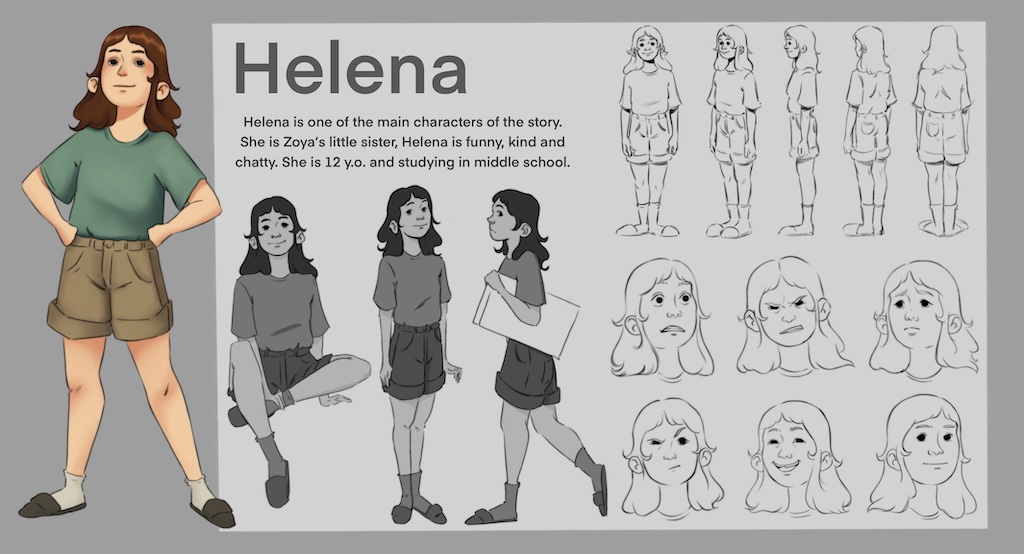 Helena
Helena is one of the main characters of the story.
She is Zoya's little sister, Helena is funny, kind and
chatty. She is 12 y.o. and studying in middle school.